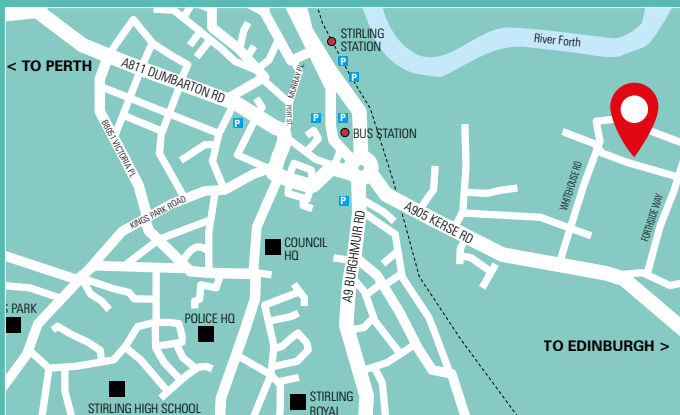 STIRLING
STATION
River Forth
< TO PERTH
A811 DUMBARTON RD
MURRAY PL
PORT ST
P
P
P
P
P
P
BUS STATION
B8051 VICTORIA PL
WHITEHOUSE RD
KINGS PARK ROAD
A905 KERSE RD
FORTHSIDE WAY
COUNCIL
HQ
A9 BURGHMUIR RD
S PARK
POLICE HQ
TO EDINBURGH >
STIRLING HIGH SCHOOL
STIRLING
ROYAL